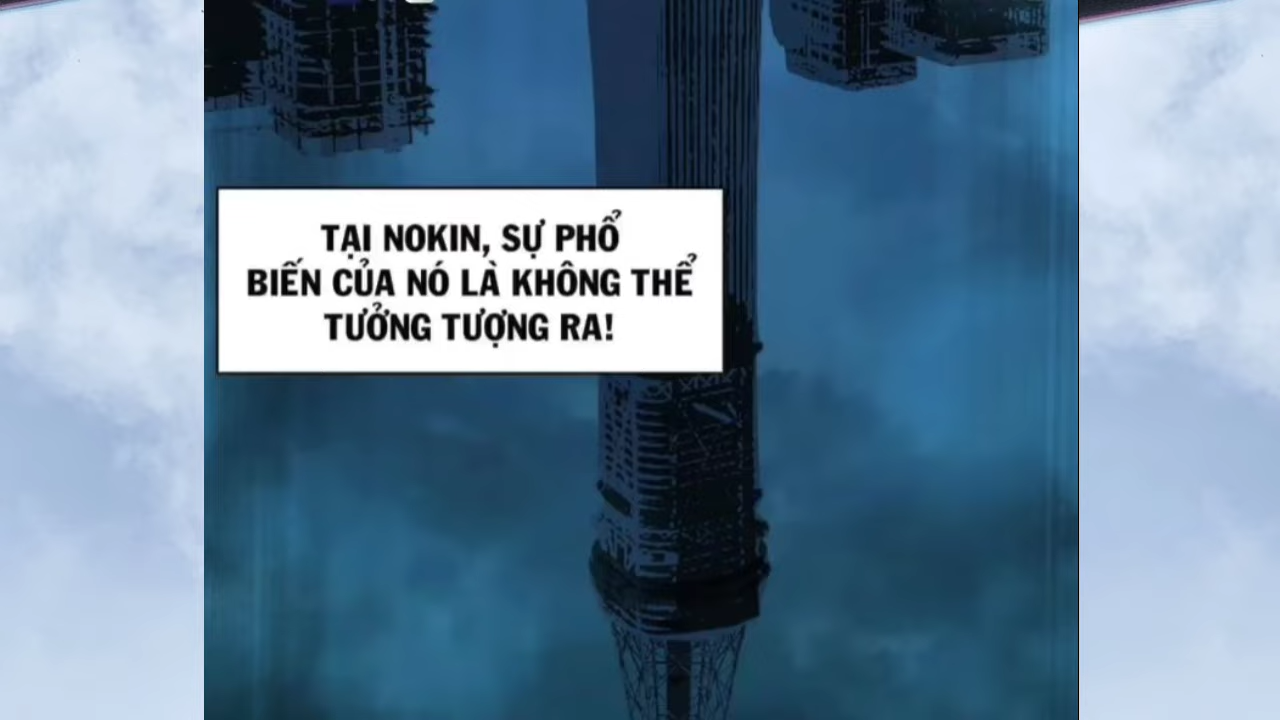 TẠI NOKIN, SỰ PHỔ
BIẾN CỦA NÓ LÀ KHÔNG THỂ
TƯỞNG TƯỢNG RA!